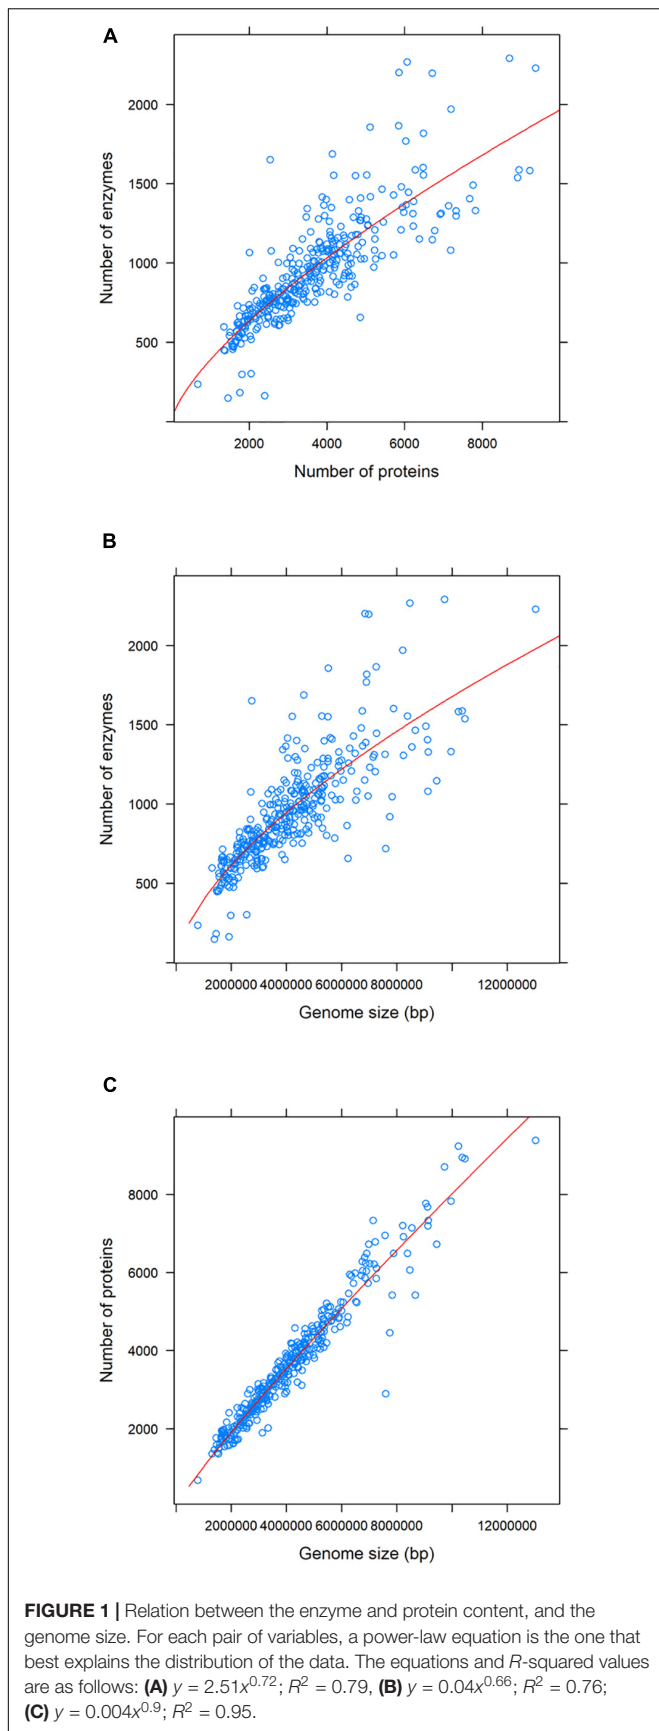 A
Number of enzymes
2000
1500
1000
500
2000 4000 6000 8000
Number of proteins
B
Number of enzymes
2000
1500
1000
500
2000000 4000000 6000000 8000000 12000000
Genome size (bp)
C
Number of proteins
8000
6000
4000
2000
2000000 4000000 6000000 8000000 12000000
Genome size (bp)
FIGURE 1 | Relation between the enzyme and protein content, and the
genome size. For each pair of variables, a power-law equation is the one that
best explains the distribution of the data. The equations and R-squared values
are as follows: (A) y = 2.51x^0.72; R² = 0.79, (B) y = 0.04x^0.66; R² = 0.76;
(C) y = 0.004x^0.9; R² = 0.95.